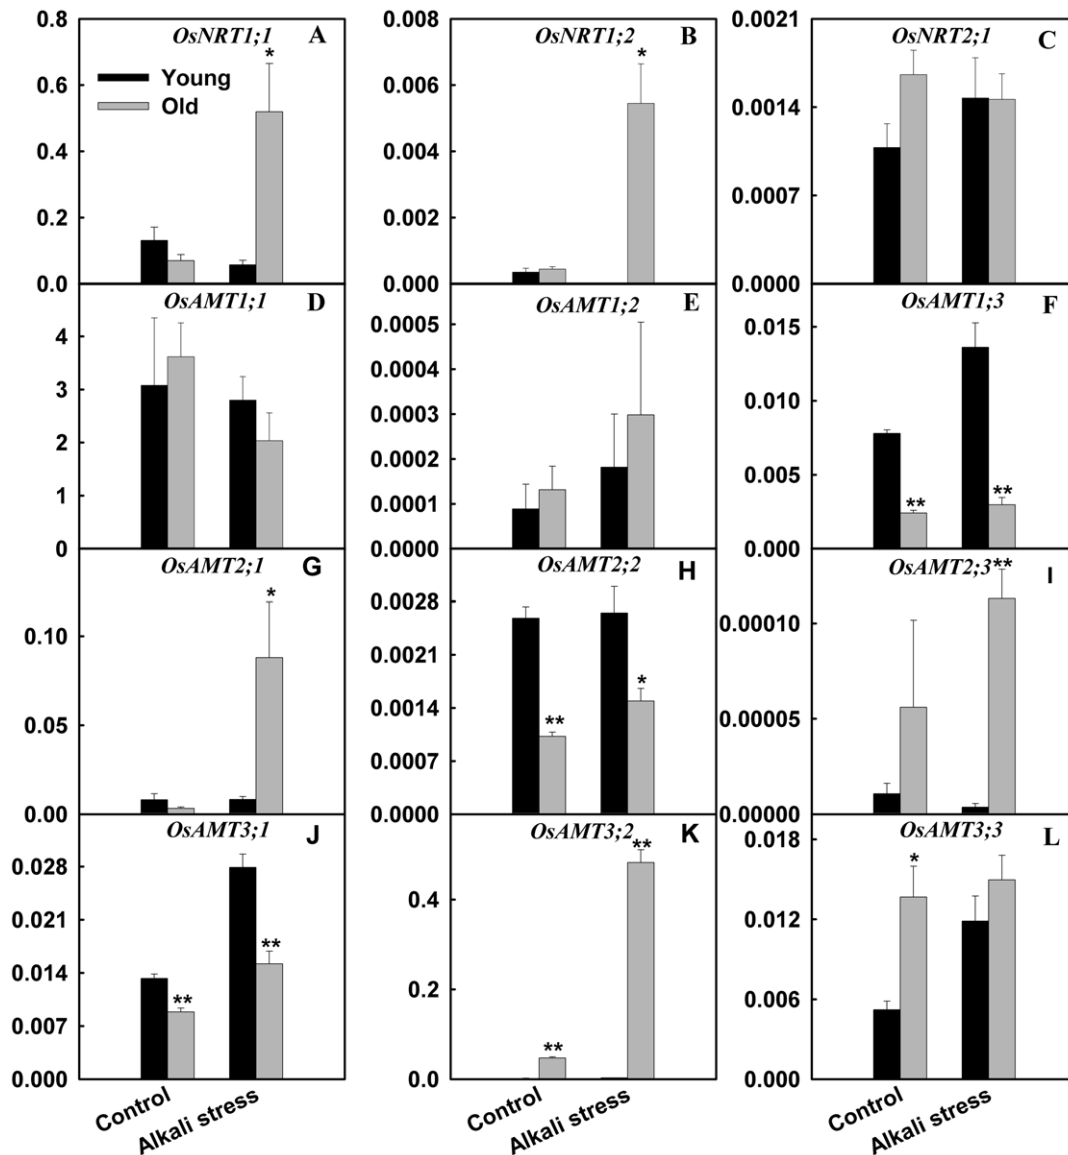 OsNRT1;1 A
Young
Old
*
0.8
0.6
0.4
0.2
0.0
OsNRT1;2 B
*
0.008
0.006
0.004
0.002
0.000
OsNRT2;1 C
0.0021
0.0014
0.0007
0.0000
OsAMT1;1
D
4
3
2
1
0
OsAMT1;2
E
0.0005
0.0004
0.0003
0.0002
0.0001
0.0000
OsAMT1;3
F
0.015
0.010
0.005
0.000
**
**
OsAMT2;1 G
*
0.10
0.05
0.00
OsAMT2;2 H
0.0028
0.0021
0.0014
0.0007
0.0000
**
*
OsAMT2;3 ** I
0.00010
0.00005
0.00000
OsAMT3;1 J
0.028
0.021
0.014
0.007
0.000
**
**
OsAMT3;2 K
**
0.4
0.2
0.0
**
OsAMT3;3 L
0.018
0.012
0.006
0.000
*
Control
Alkali stress
Control
Alkali stress
Control
Alkali stress